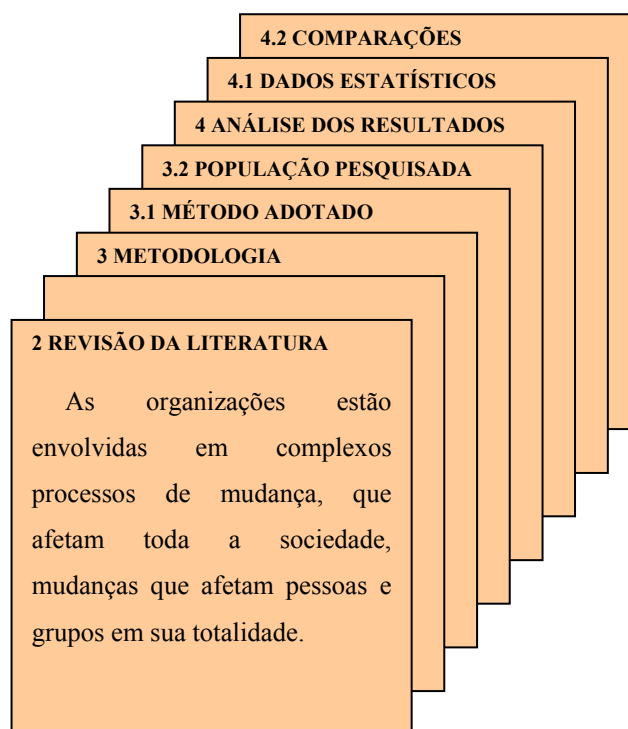 4.2 COMPARAÇÕES
4.1 DADOS ESTATÍSTICOS
4 ANÁLISE DOS RESULTADOS
3.2 POPULAÇÃO PESQUISADA
3.1 MÉTODO ADOTADO
3 METODOLOGIA
2 REVISÃO DA LITERATURA
As organizações estão
envolvidas em complexos
processos de mudança, que
afetam toda a sociedade,
mudanças que afetam pessoas e
grupos em sua totalidade.